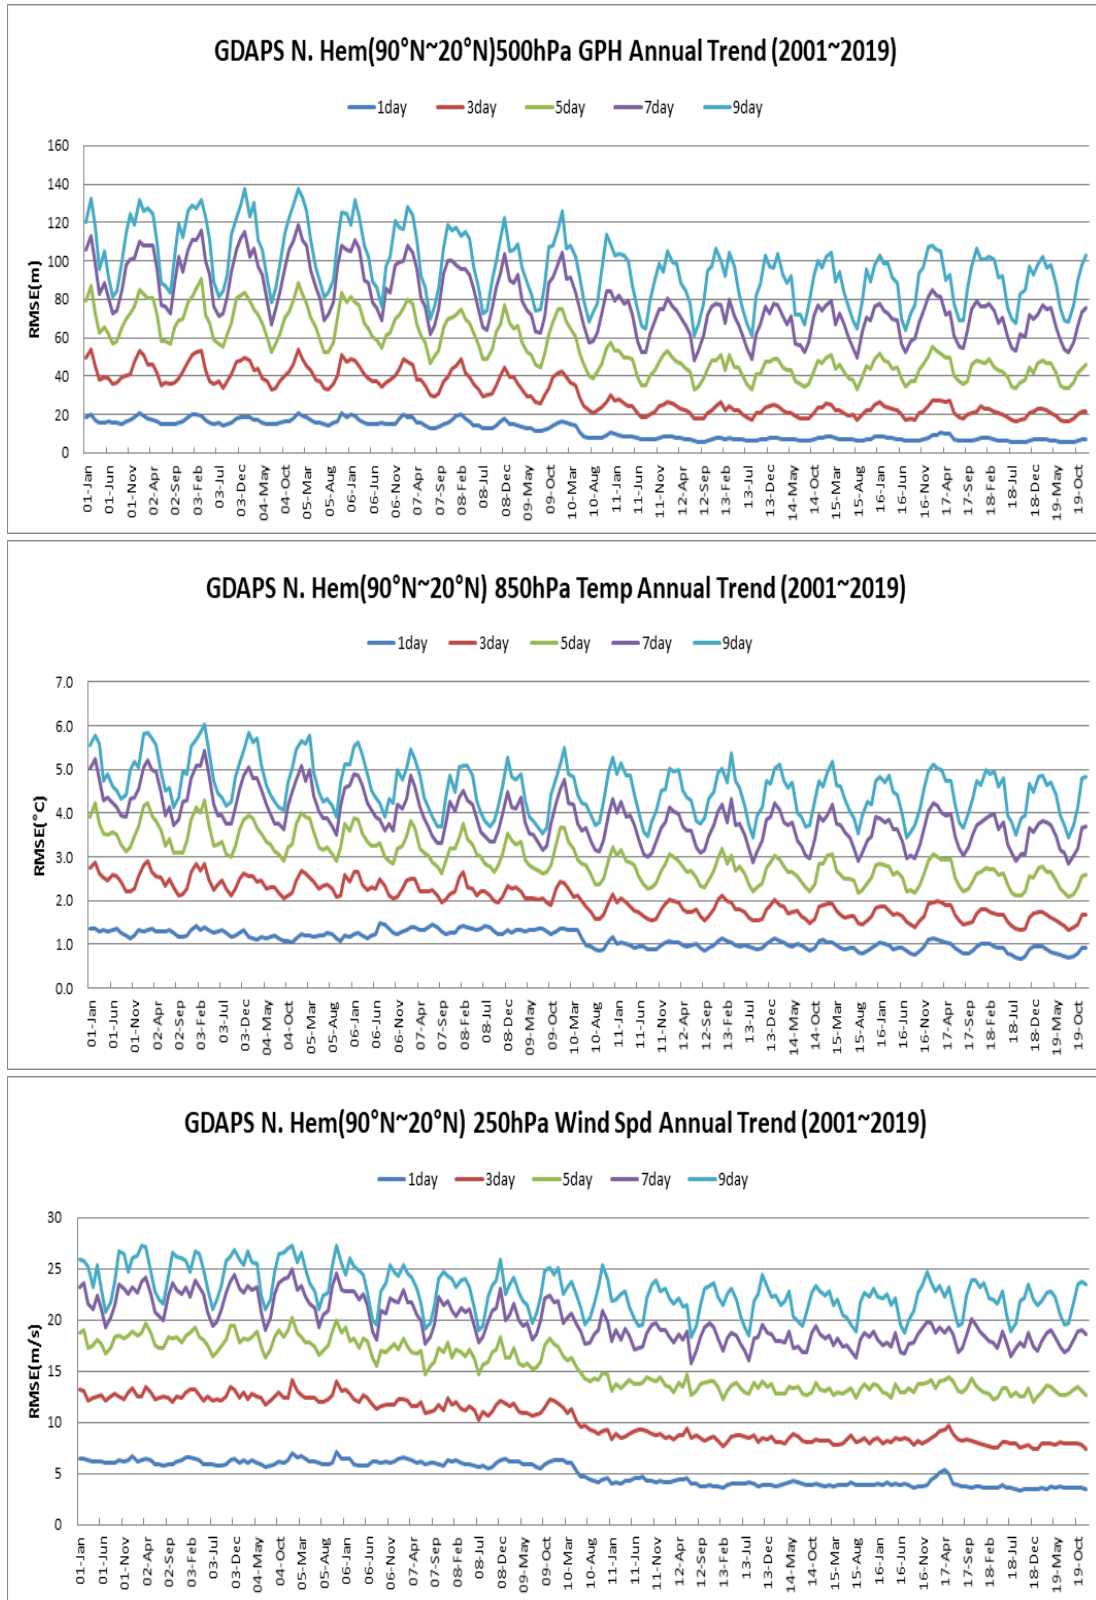 GDAPS N. Hem(90°N~20°N)500hPa GPH Annual Trend (2001~2019)
1day 3day 5day 7day 9day
RMSE(m)
160
140
120
100
80
60
40
20
0
01-Jan 01-Jun 01-Nov 02-Apr 02-Sep 03-Feb 03-Jul 03-Dec 04-May 04-Oct 05-Mar 05-Aug 06-Jan 06-Jun 06-Nov 07-Apr 07-Sep 08-Feb 08-Jul 08-Dec 09-May 09-Oct 10-Mar 10-Aug 11-Jan 11-Jun 11-Nov 12-Apr 12-Sep 13-Feb 13-Jul 13-Dec 14-May 14-Oct 15-Mar 15-Aug 16-Jan 16-Jun 16-Nov 17-Apr 17-Sep 18-Feb 18-Jul 18-Dec 19-May 19-Oct
GDAPS N. Hem(90°N~20°N) 850hPa Temp Annual Trend (2001~2019)
1day 3day 5day 7day 9day
RMSE(°C)
7.0
6.0
5.0
4.0
3.0
2.0
1.0
0.0
01-Jan 01-Jun 01-Nov 02-Apr 02-Sep 03-Feb 03-Jul 03-Dec 04-May 04-Oct 05-Mar 05-Aug 06-Jan 06-Jun 06-Nov 07-Apr 07-Sep 08-Feb 08-Jul 08-Dec 09-May 09-Oct 10-Mar 10-Aug 11-Jan 11-Jun 11-Nov 12-Apr 12-Sep 13-Feb 13-Jul 13-Dec 14-May 14-Oct 15-Mar 15-Aug 16-Jan 16-Jun 16-Nov 17-Apr 17-Sep 18-Feb 18-Jul 18-Dec 19-May 19-Oct
GDAPS N. Hem(90°N~20°N) 250hPa Wind Spd Annual Trend (2001~2019)
1day 3day 5day 7day 9day
RMSE(m/s)
30
25
20
15
10
5
0
01-Jan 01-Jun 01-Nov 02-Apr 02-Sep 03-Feb 03-Jul 03-Dec 04-May 04-Oct 05-Mar 05-Aug 06-Jan 06-Jun 06-Nov 07-Apr 07-Sep 08-Feb 08-Jul 08-Dec 09-May 09-Oct 10-Mar 10-Aug 11-Jan 11-Jun 11-Nov 12-Apr 12-Sep 13-Feb 13-Jul 13-Dec 14-May 14-Oct 15-Mar 15-Aug 16-Jan 16-Jun 16-Nov 17-Apr 17-Sep 18-Feb 18-Jul 18-Dec 19-May 19-Oct